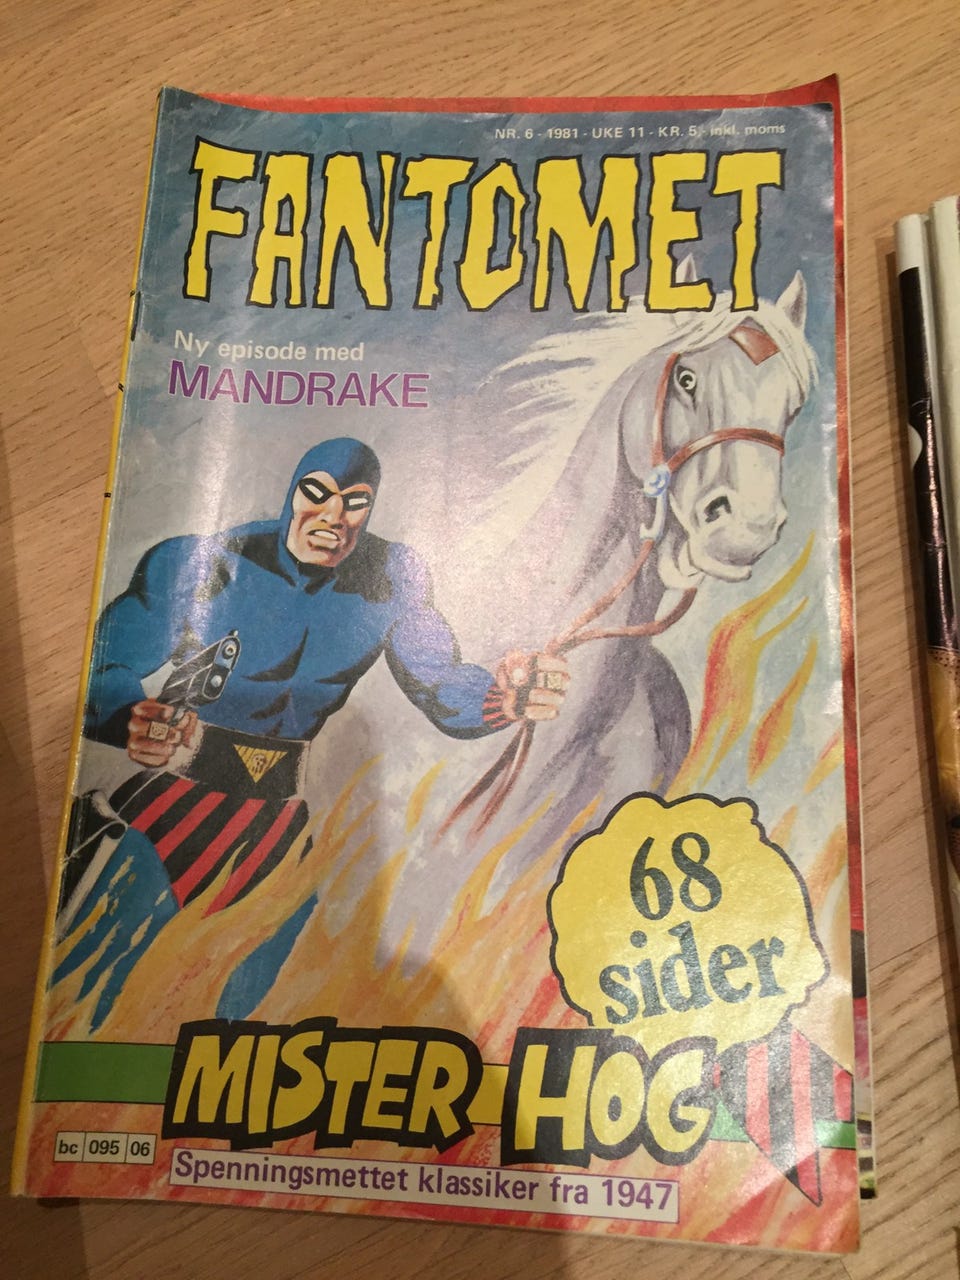 NR. 6 - 1981 - UKE 11 - KR. 5,- inkl. moms
FANTOMET
Ny episode med
MANDRAKE
68
sider
MISTER HOG
bc 095 06
Spenningsmettet klassiker fra 1947